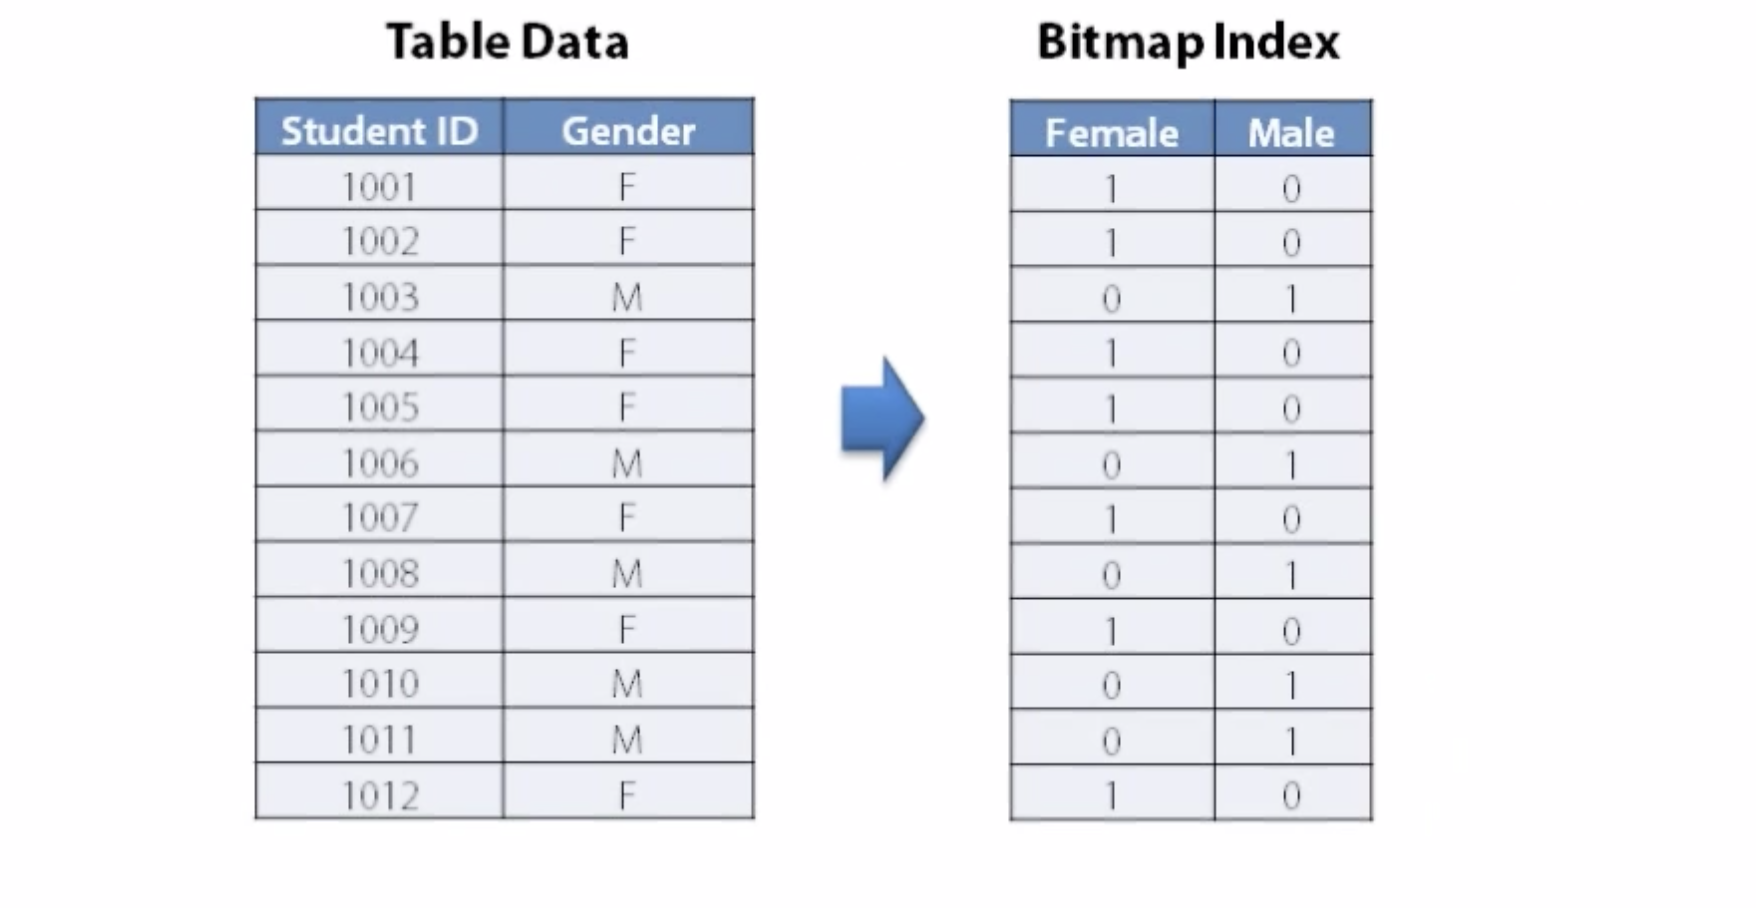 Table Data
Bitmap Index
Student ID Gender
1001 F
1002 F
1003 M
1004 F
1005 F
1006 M
1007 F
1008 M
1009 F
1010 M
1011 M
1012 F
Female Male
1 0
1 0
0 1
1 0
1 0
0 1
1 0
0 1
1 0
0 1
0 1
1 0